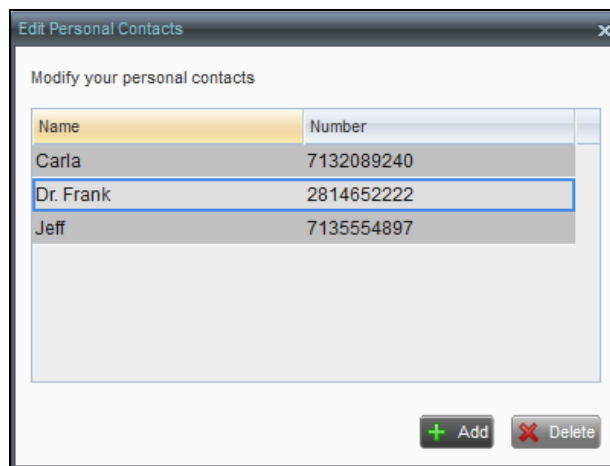 Edit Personal Contacts x
Modify your personal contacts
Name Number
Carla 7132089240
Dr. Frank 2814652222
Jeff 7135554897
Add Delete